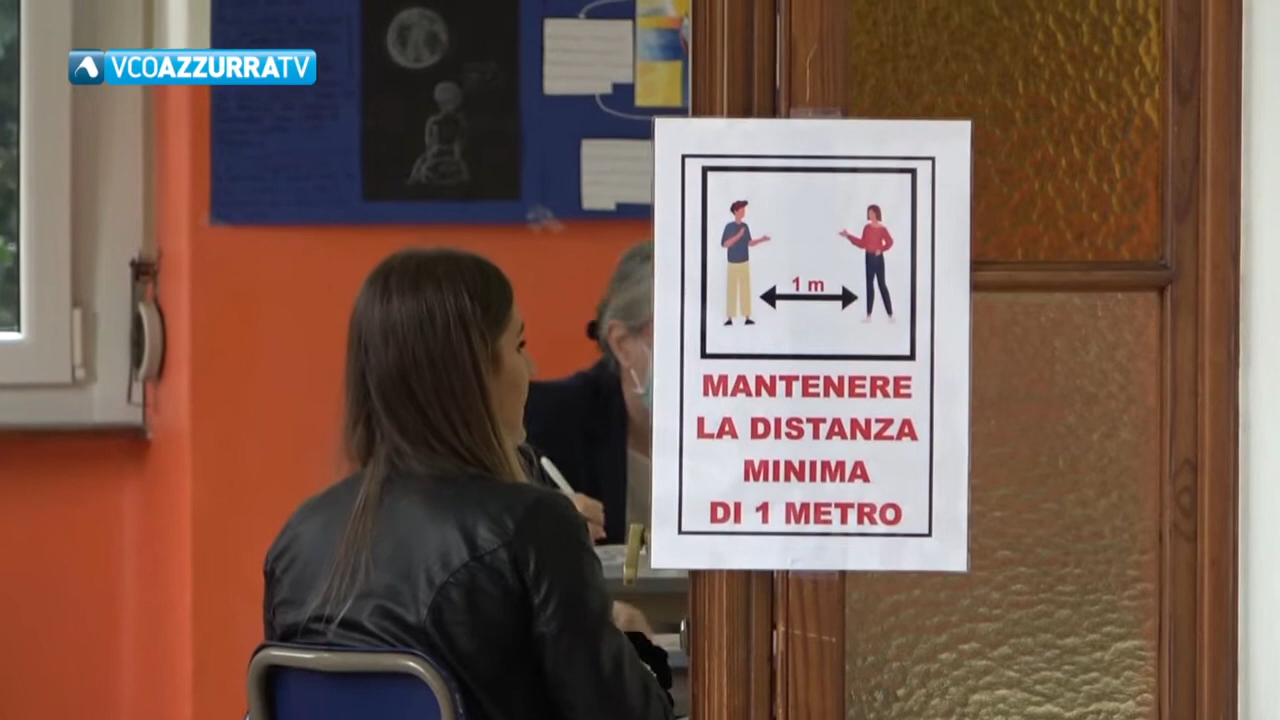 VCOAZZURRATV
1 m
MANTENERE
LA DISTANZA
MINIMA
DI 1 METRO